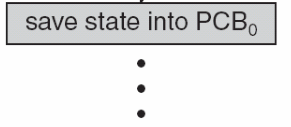 save state into PCB₀